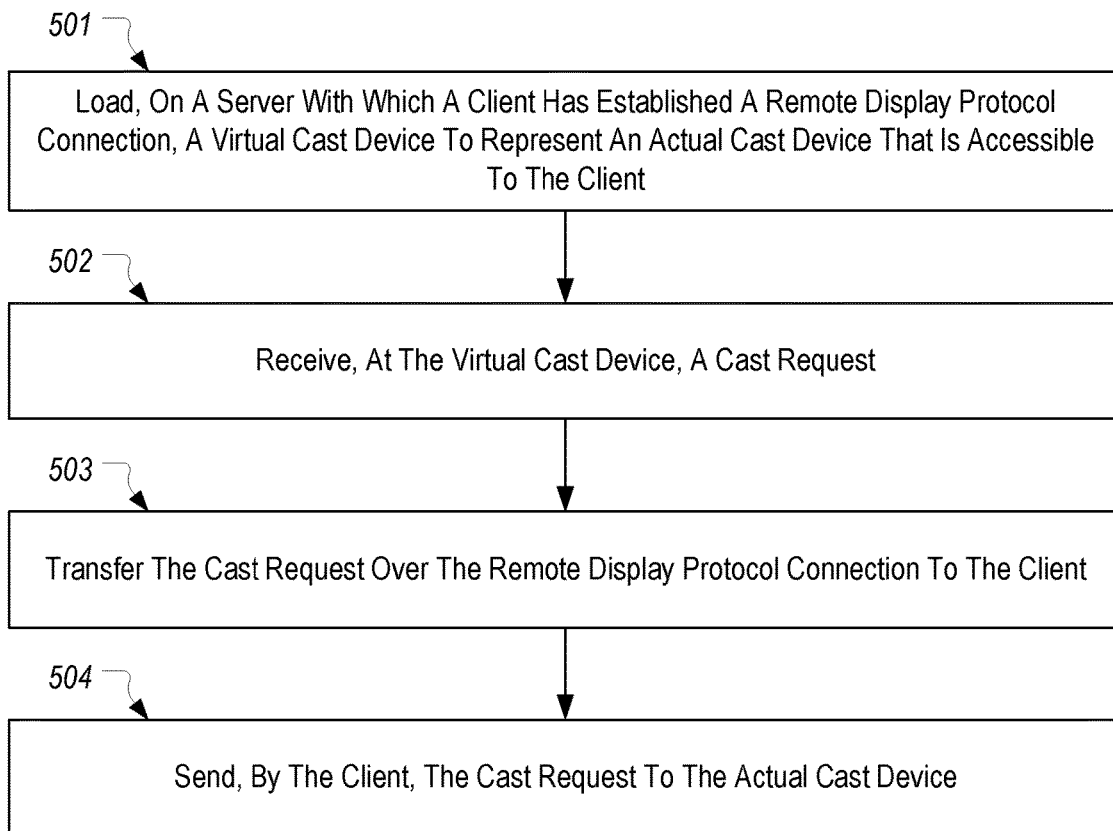 501
Load, On A Server With Which A Client Has Established A Remote Display Protocol
Connection, A Virtual Cast Device To Represent An Actual Cast Device That Is Accessible
To The Client
502
Receive, At The Virtual Cast Device, A Cast Request
503
Transfer The Cast Request Over The Remote Display Protocol Connection To The Client
504
Send, By The Client, The Cast Request To The Actual Cast Device